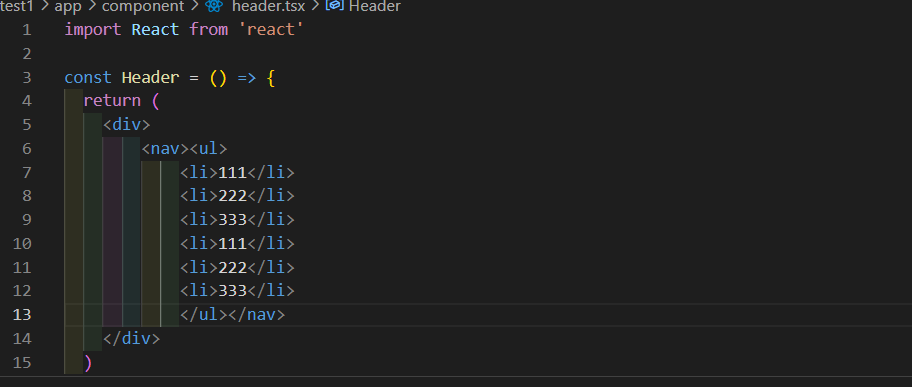 test1 > app > component > header.tsx > Header
1 import React from 'react'
2
3 const Header = () => {
4   return (
5     <div>
6         <nav><ul>
7             <li>111</li>
8             <li>222</li>
9             <li>333</li>
10             <li>111</li>
11             <li>222</li>
12             <li>333</li>
13             </ul></nav>
14     </div>
15   )